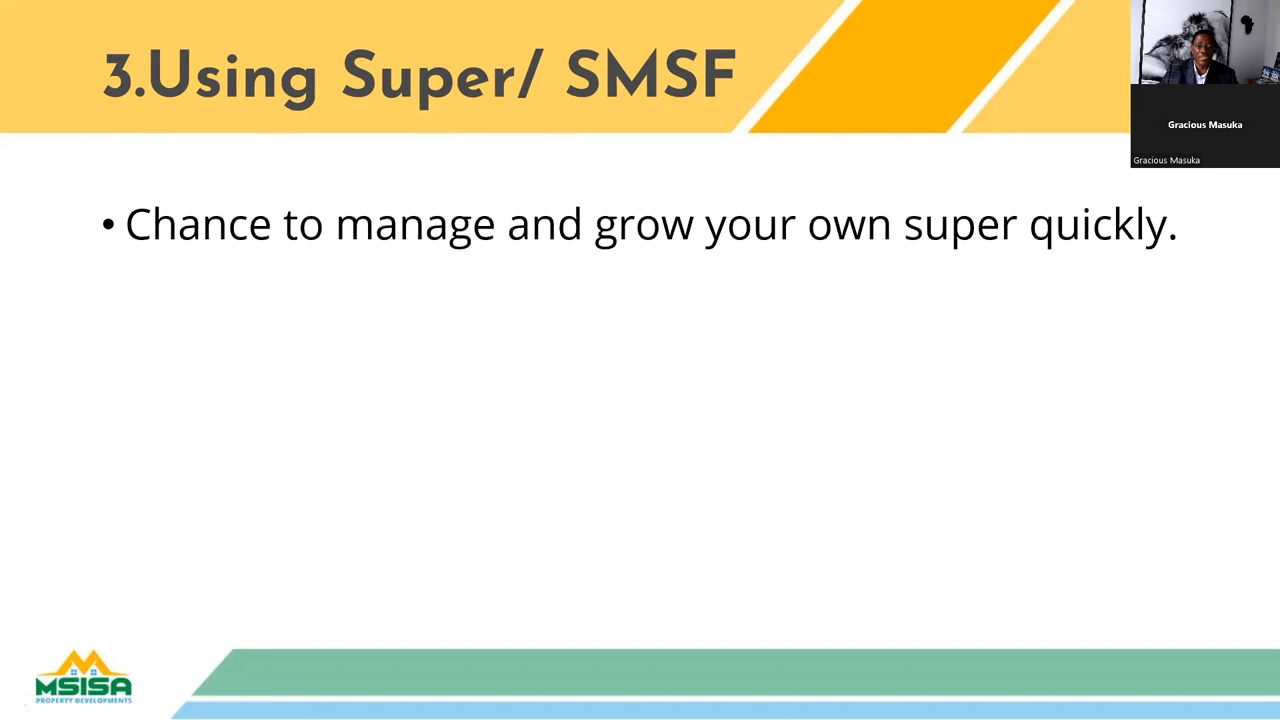 3.Using Super/ SMSF
Gracious Masuka
Gracious Masuka
• Chance to manage and grow your own super quickly.
MSISA
PROPERTY DEVELOPMENTS